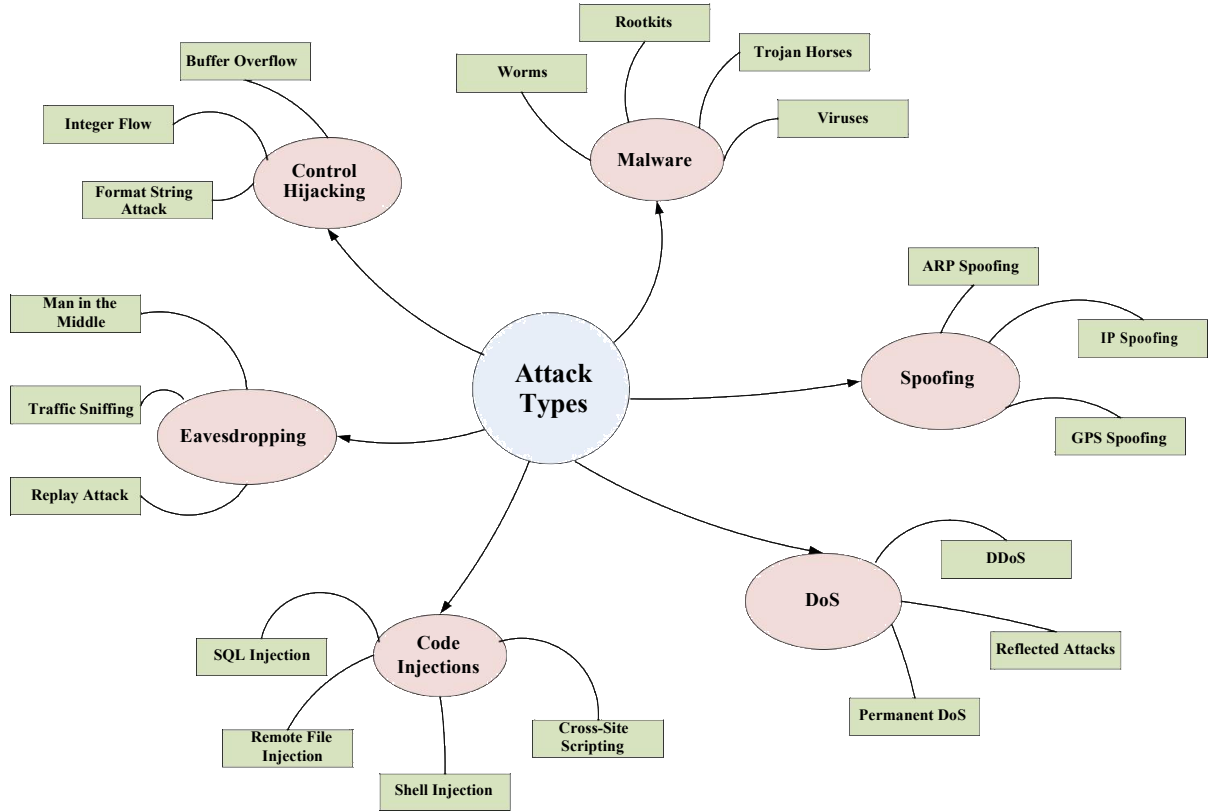 Rootkits
Buffer Overflow
Trojan Horses
Worms
Integer Flow
Viruses
Control
Hijacking
Malware
Format String
Attack
ARP Spoofing
Man in the
Middle
IP Spoofing
Attack
Types
Spoofing
Traffic Sniffing
Eavesdropping
GPS Spoofing
Replay Attack
DDoS
DoS
Code
Injections
SQL Injection
Reflected Attacks
Permanent DoS
Remote File
Injection
Cross-Site
Scripting
Shell Injection